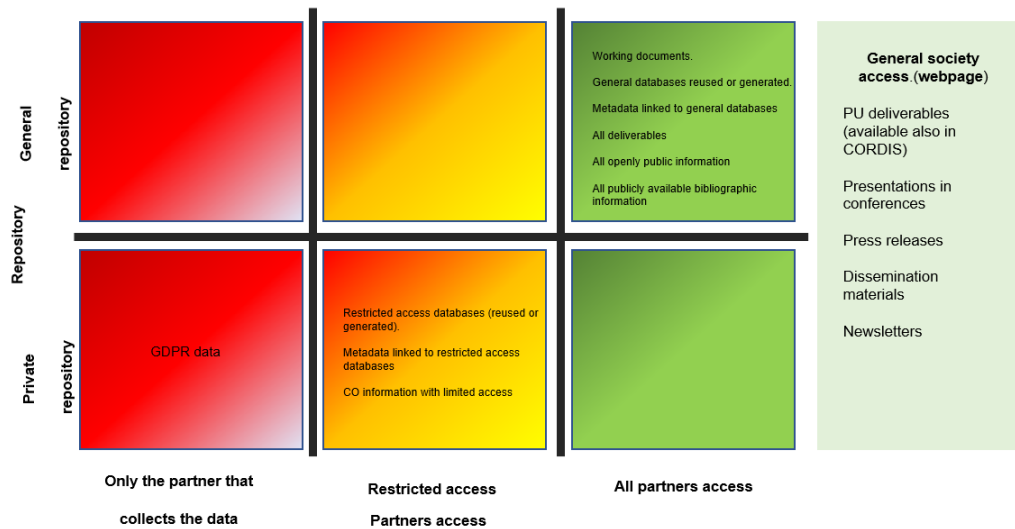 General
repository
Repository
Private
repository
Working documents.
General databases reused or generated.
Metadata linked to general databases
All deliverables
All openly public information
All publicly available bibliographic
information
GDPR data
Restricted access databases (reused or
generated).
Metadata linked to restricted access
databases
CO information with limited access
General society
access.(webpage)
PU deliverables
(available also in
CORDIS)
Presentations in
conferences
Press releases
Dissemination
materials
Newsletters
Only the partner that
collects the data
Restricted access
Partners access
All partners access